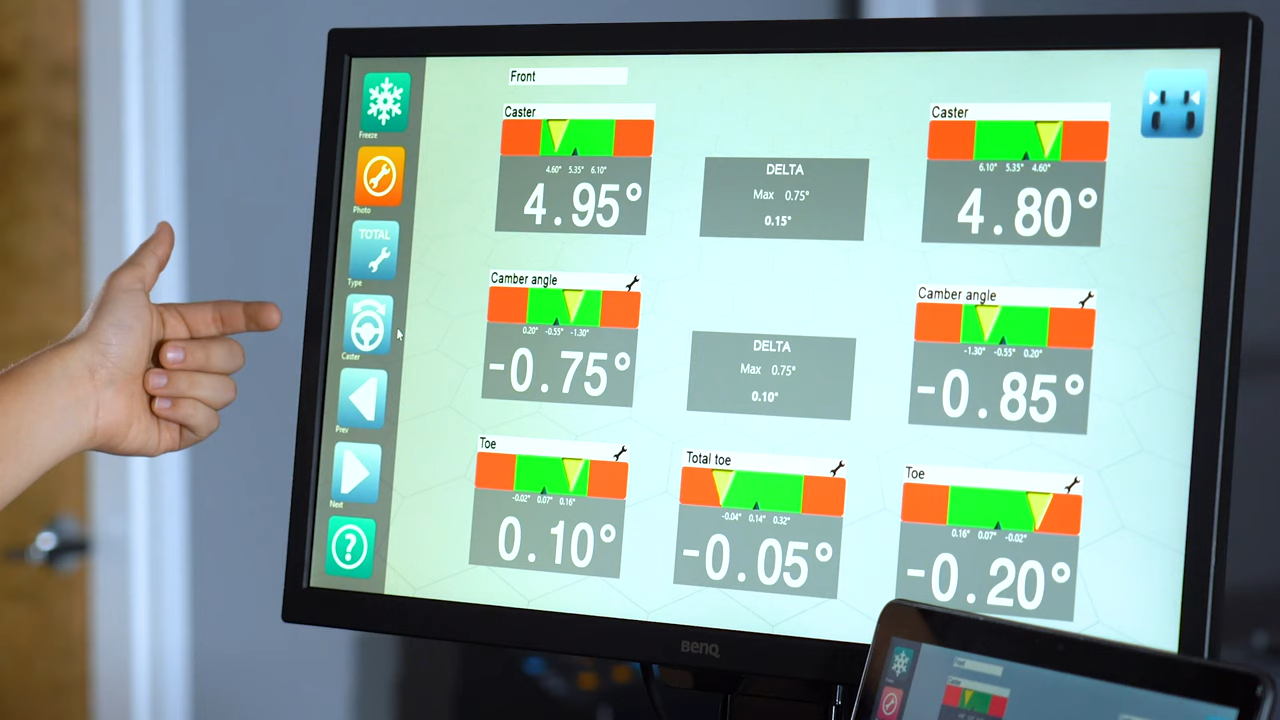 Front
Freeze
Caster
4.60° 5.35° 6.10°
4.95°
DELTA
Max 0.75°
0.15°
Caster
6.10° 5.35° 4.60°
4.80°
Photo
TOTAL
Type
Camber angle
0.20° -0.55° -1.30°
-0.75°
DELTA
Max 0.75°
0.10°
Camber angle
-1.30° -0.55° 0.20°
-0.85°
Caster
Prev
Next
?
Toe
-0.02° 0.07° 0.16°
0.10°
Total toe
-0.04° 0.14° 0.32°
-0.05°
Toe
0.16° 0.07° -0.02°
-0.20°
BenQ